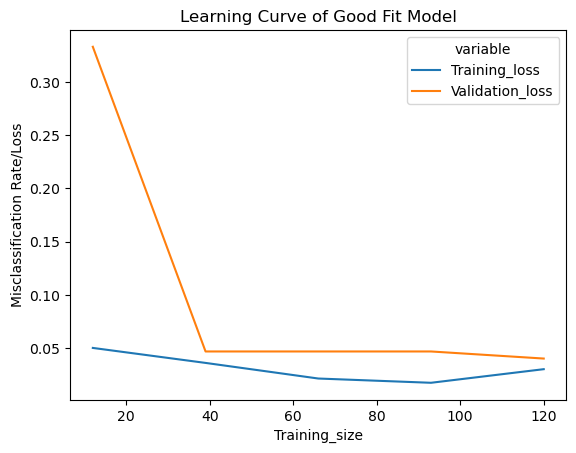 Learning Curve of Good Fit Model
variable
Training_loss
Validation_loss
Misclassification Rate/Loss
0.30
0.25
0.20
0.15
0.10
0.05
20
40
60
80
100
120
Training_size